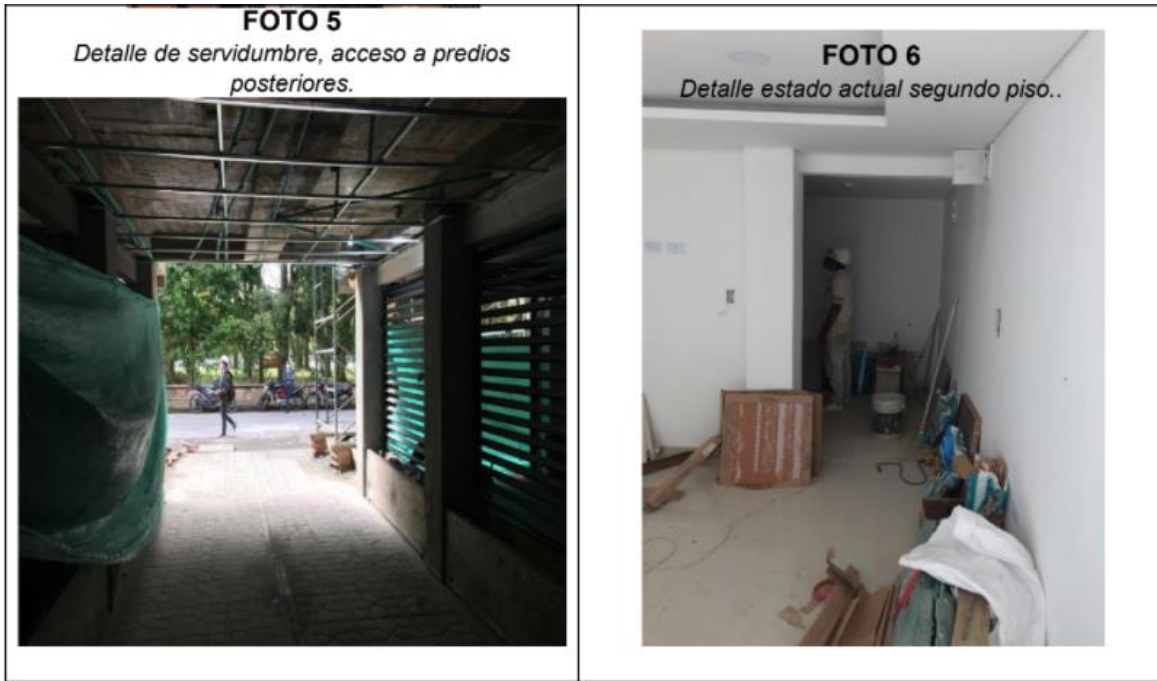 FOTO 5
Detalle de servidumbre, acceso a predios
posteriores.
FOTO 6
Detalle estado actual segundo piso..